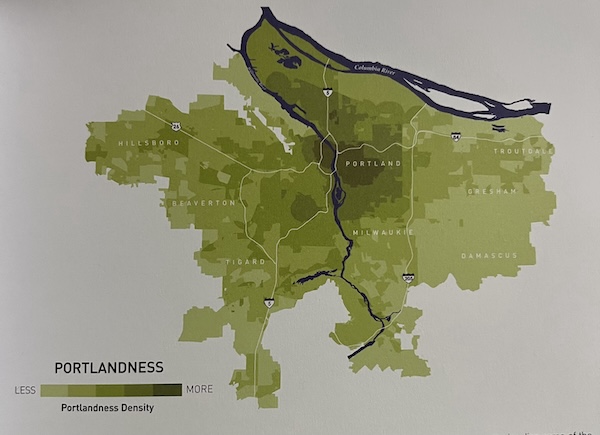 Columbia River
5
26
84
HILLSBORO
PORTLAND
TROUTDALE
GRESHAM
BEAVERTON
MILWAUKIE
TIGARD
DAMASCUS
205
5
PORTLANDNESS
LESS MORE
Portlandness Density